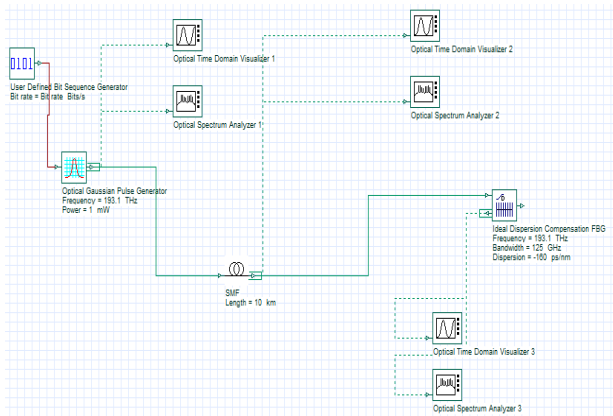 Optical Time Domain Visualizer 1
Optical Time Domain Visualizer 2
0101
User Defined Bit Sequence Generator
Bit rate = Bit rate Bits/s
Optical Spectrum Analyzer 1
Optical Spectrum Analyzer 2
Optical Gaussian Pulse Generator
Frequency = 193.1 THz
Power = 1 mW
Ideal Dispersion Compensation FBG
Frequency = 193.1 THz
Bandwidth = 125 GHz
Dispersion = -160 ps/nm
SMF
Length = 10 km
Optical Time Domain Visualizer 3
Optical Spectrum Analyzer 3